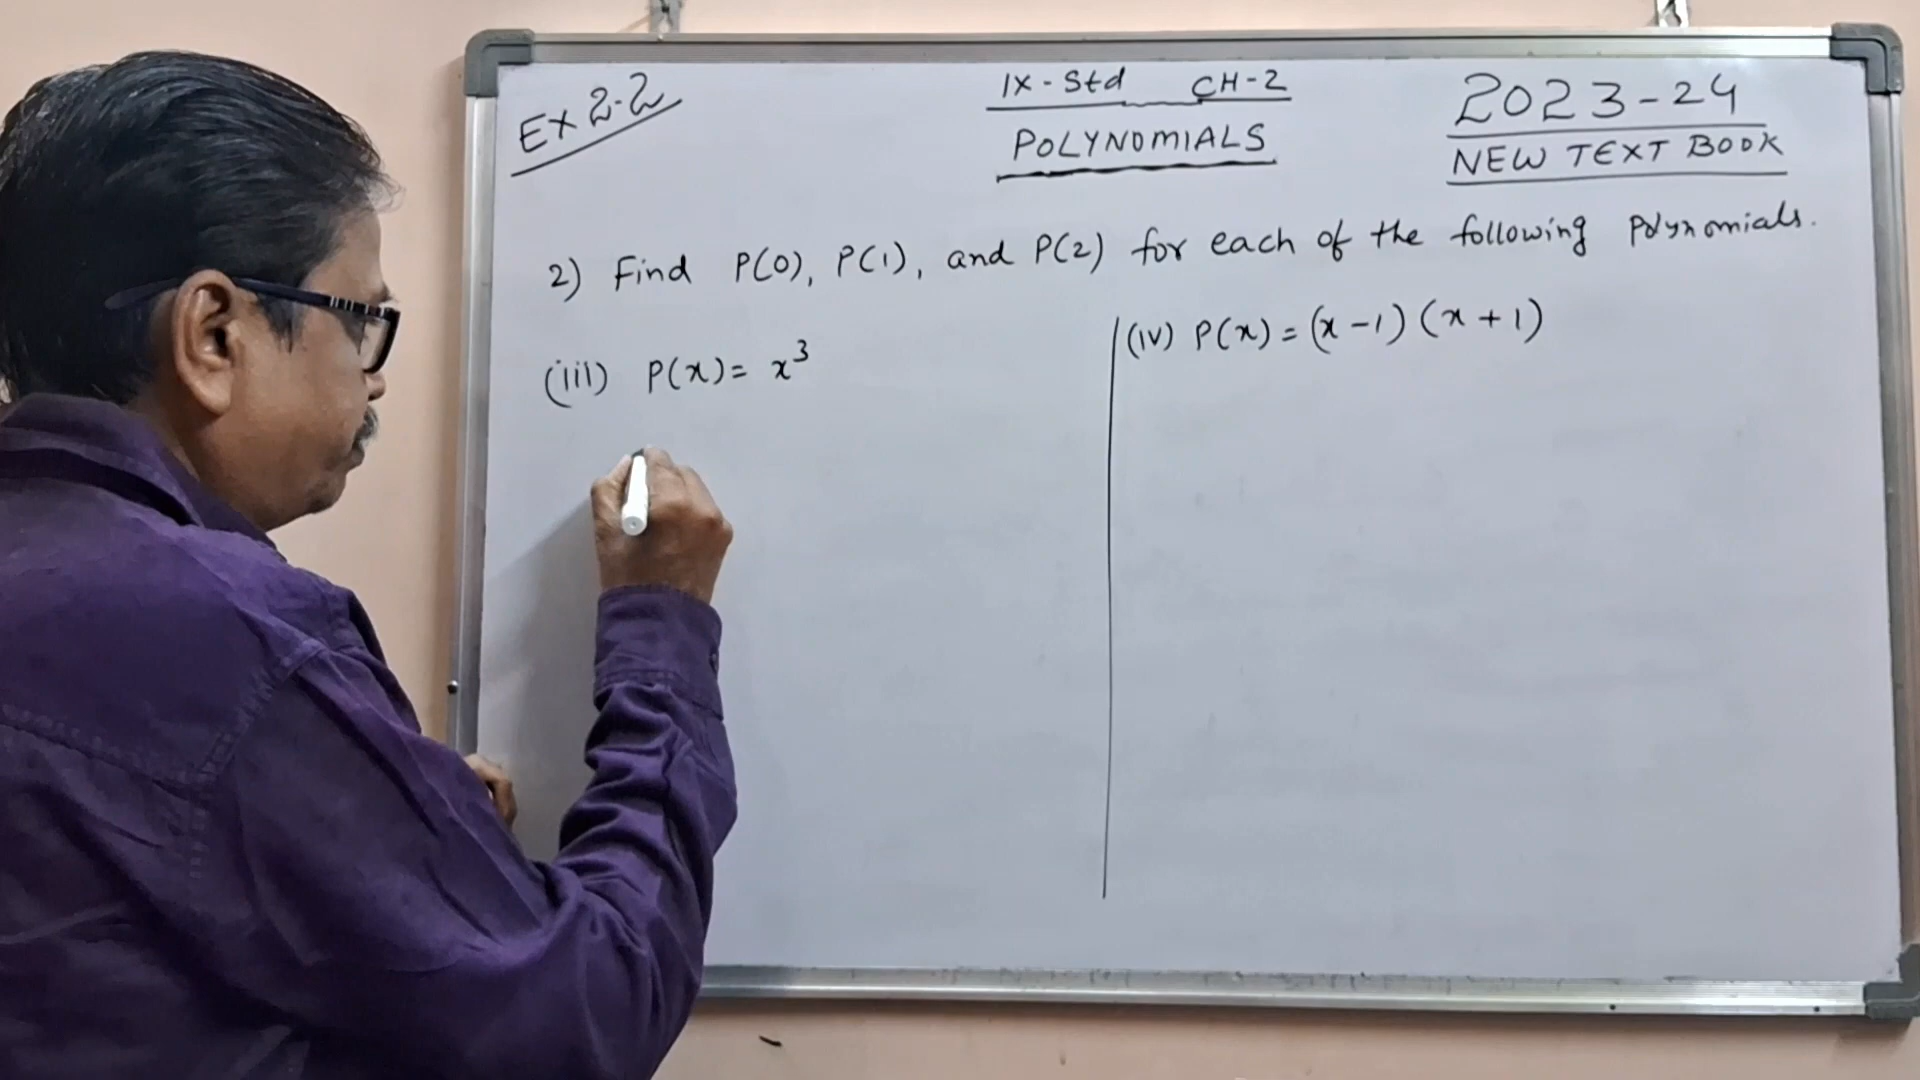 Ex 2.2
IX - Std CH-2
POLYNOMIALS
2023-24
NEW TEXT BOOK
2) Find P(0), P(1), and P(2) for each of the following Polynomials.
(iii) P(x) = x³
(iv) P(x) = (x-1) (x+1)